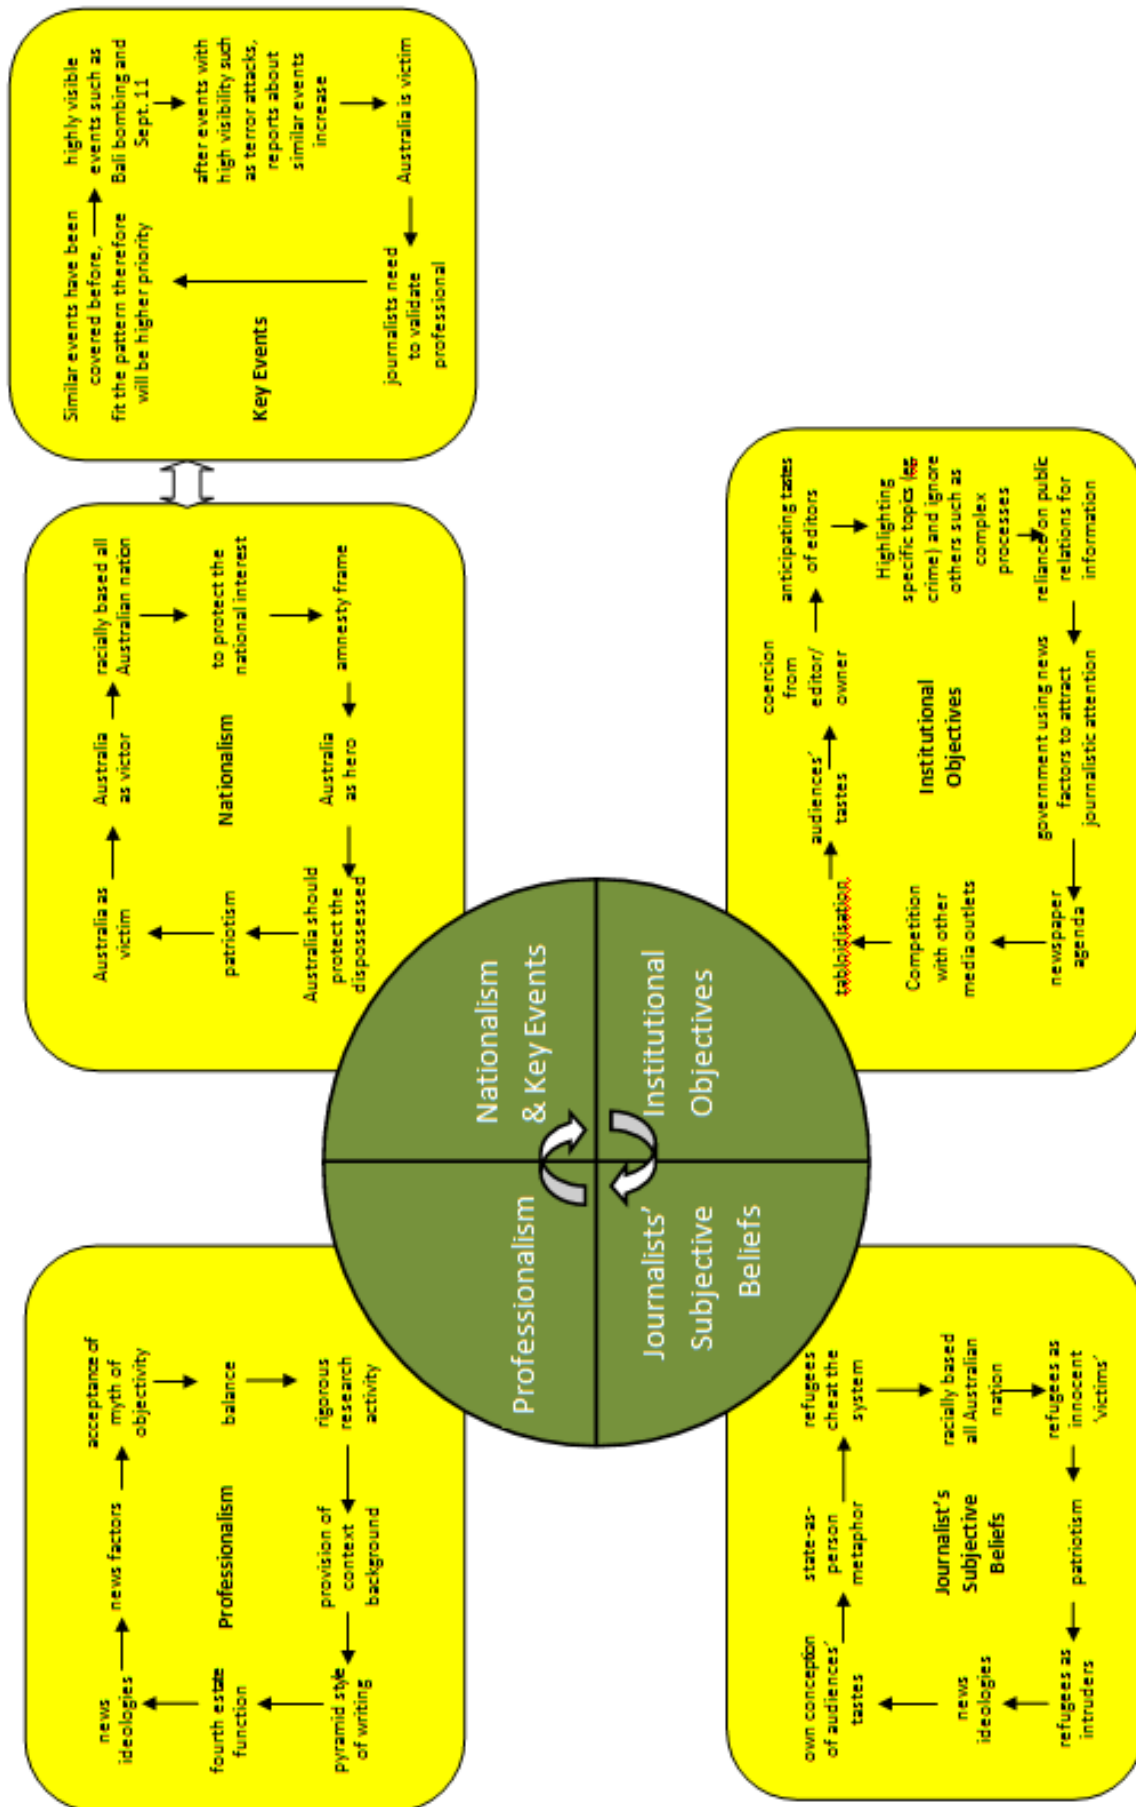 news
ideologies
news factors
acceptance of
myth of
objectivity
balance
rigorous
research
activity
provision of
context
background
pyramid style
of writing
fourth estate
function
Professionalism
Australia as
victim
Australia
as victor
racially based all
Australian nation
to protect the
national interest
amnesty frame
Australia
as hero
Australia should
protect the
dispossessed
patriotism
Nationalism
Similar events have been
covered before,
fit the pattern therefore
will be higher priority
highly visible
events such as
Bali bombing and
Sept. 11
after events with
high visibility such
as terror attacks,
reports about
similar events
increase
Australia is victim
journalists need
to validate
professional
Key Events
Professionalism
Nationalism
& Key Events
Journalists'
Subjective
Beliefs
Institutional
Objectives
own conception
of audiences'
tastes
state-as-
person
metaphor
refugees
cheat the
system
racially based
all Australian
nation
refugees as
innocent
'victims'
patriotism
refugees as
intruders
news
ideologies
Journalist's
Subjective
Beliefs
tabloidisation.
audiences'
tastes
coercion
from
editor/
owner
anticipating tastes
of editors
Highlighting
specific topics (eg
crime) and ignore
others such as
complex
processes
reliance on public
relations for
information
government using news
factors to attract
journalistic attention
newspaper
agenda
Competition
with other
media outlets
Institutional
Objectives